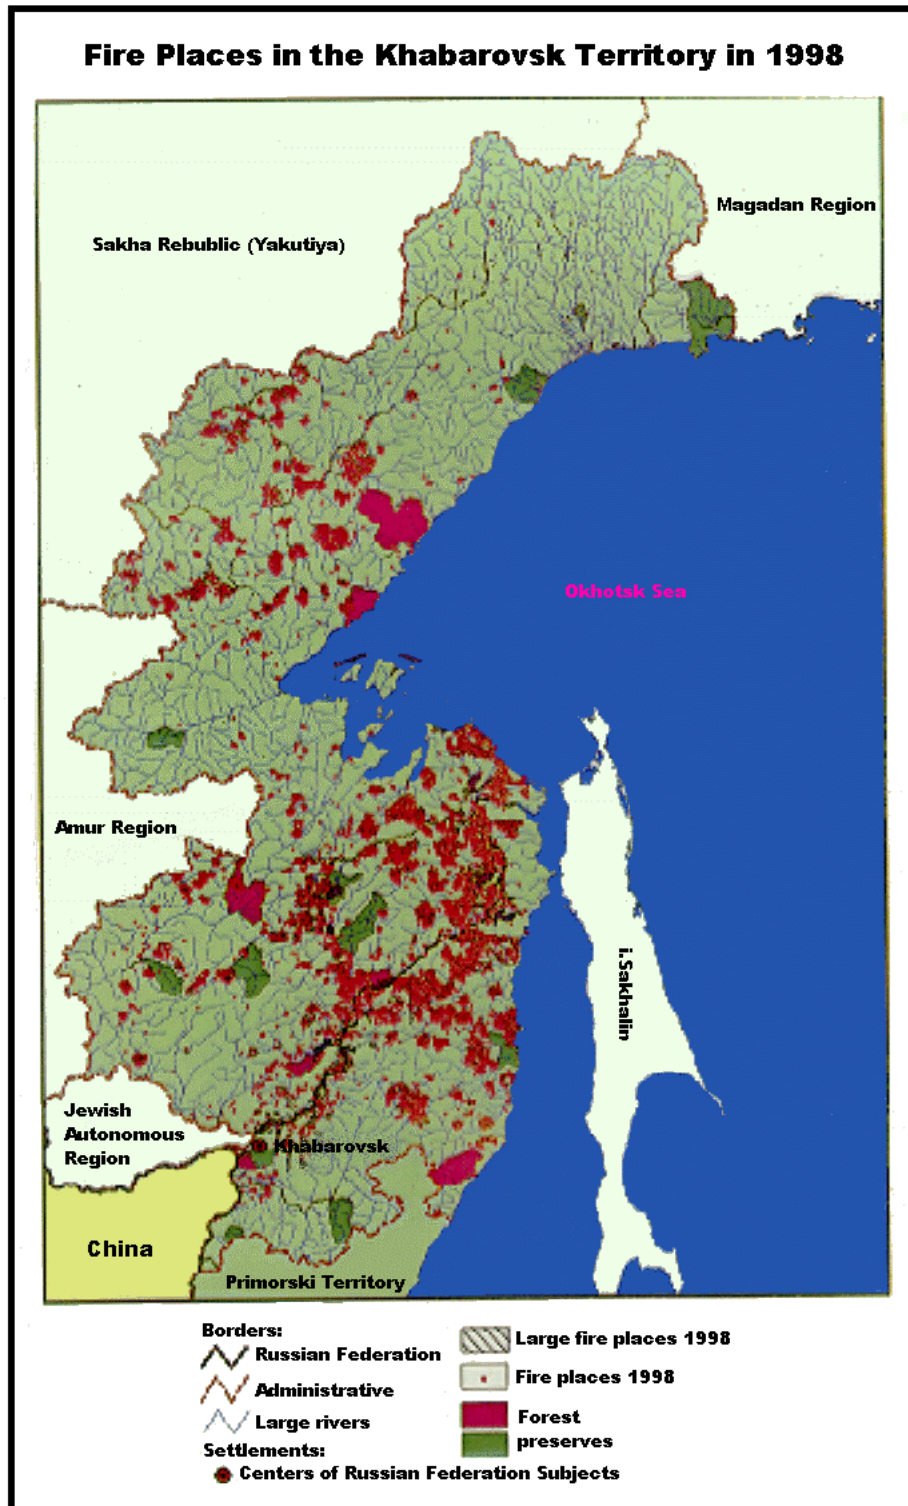 Fire Places in the Khabarovsk Territory in 1998
Magadan Region
Sakha Rebublic (Yakutiya)
Okhotsk Sea
Amur Region
i.Sakhalin
Jewish
Autonomous
Region
Khabarovsk
China
Primorski Territory
Borders:
Russian Federation
Administrative
Large rivers
Settlements:
Centers of Russian Federation Subjects
Large fire places 1998
Fire places 1998
Forest
preserves